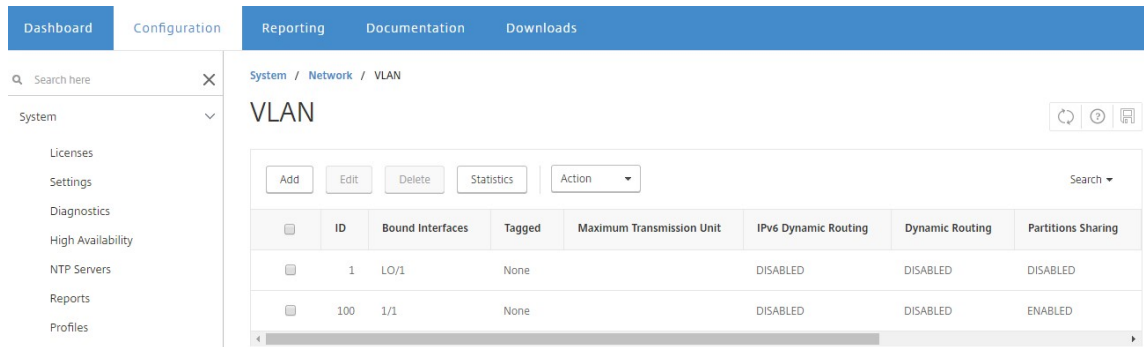 Dashboard Configuration Reporting Documentation Downloads
Search here
System
Licenses
Settings
Diagnostics
High Availability
NTP Servers
Reports
Profiles
System / Network / VLAN
VLAN
Add Edit Delete Statistics Action Search
ID Bound Interfaces Tagged Maximum Transmission Unit IPv6 Dynamic Routing Dynamic Routing Partitions Sharing
1 LO/1 None DISABLED DISABLED DISABLED
100 1/1 None DISABLED DISABLED ENABLED